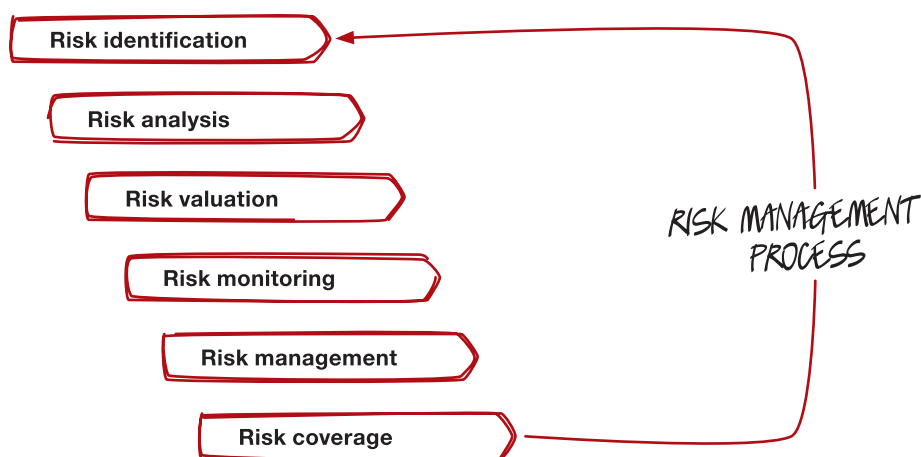 Risk identification
Risk analysis
Risk valuation
RISK MANAGEMENT
PROCESS
Risk monitoring
Risk management
Risk coverage